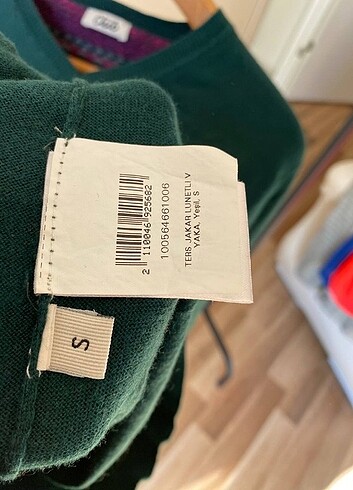 2 110046 925682
100564661006
TERS JAKAR LUNETLI V
YAKA, Yeşil, S
S